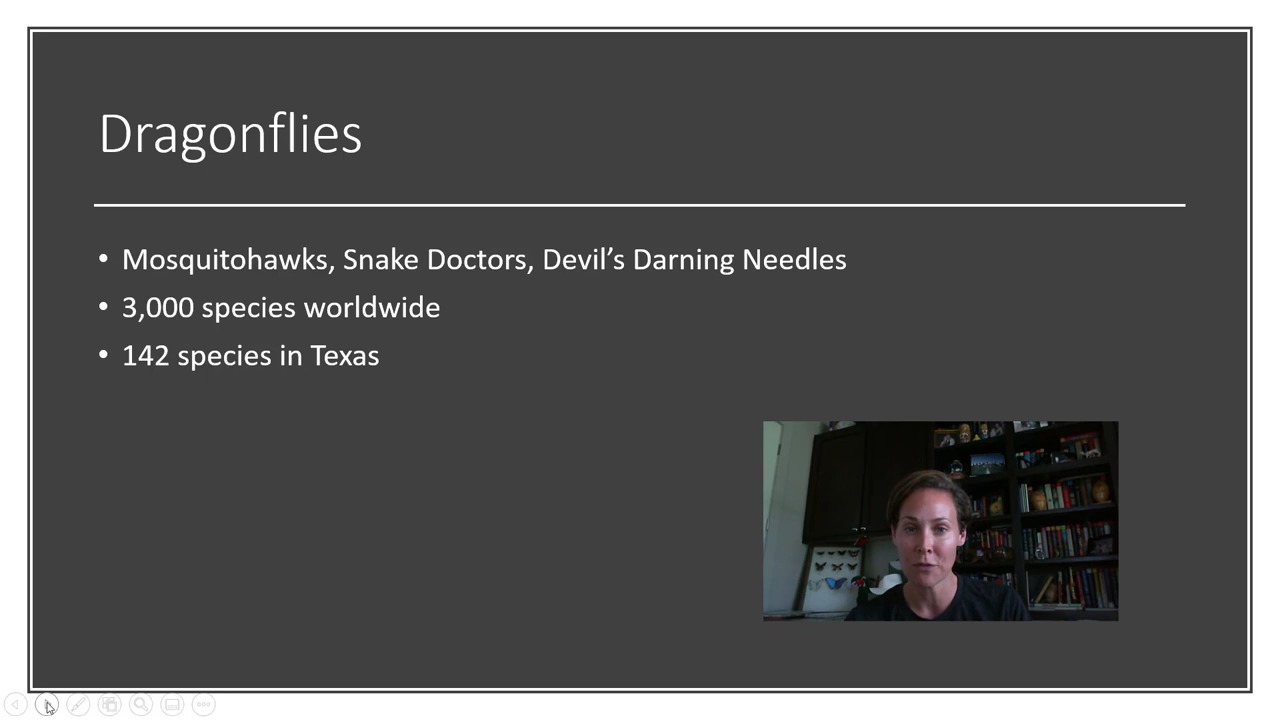 Dragonflies
• Mosquitohawks, Snake Doctors, Devil’s Darning Needles
• 3,000 species worldwide
• 142 species in Texas